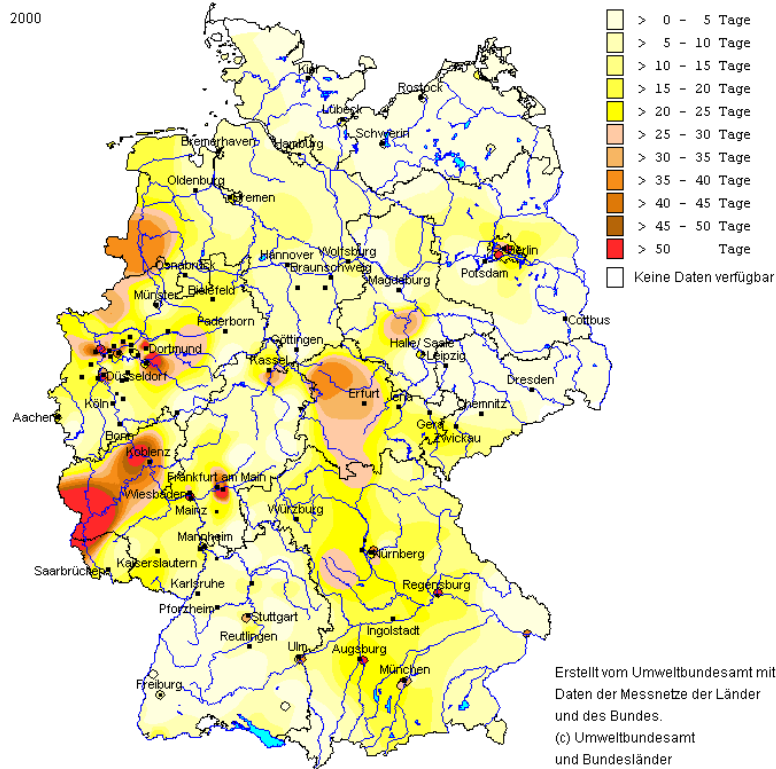 2000
> 0 - 5 Tage
> 5 - 10 Tage
> 10 - 15 Tage
> 15 - 20 Tage
> 20 - 25 Tage
> 25 - 30 Tage
> 30 - 35 Tage
> 35 - 40 Tage
> 40 - 45 Tage
> 45 - 50 Tage
> 50 Tage
Keine Daten verfügbar
Kiel
Rostock
Lübeck
Schwerin
Bremerhaven
Hamburg
Oldenburg
Bremen
Berlin
Hannover
Wolfsburg
Osnabrück
Braunschweig
Potsdam
Magdeburg
Bielefeld
Münster
Cottbus
Paderborn
Göttingen
Halle/ Saale
Dortmund
Leipzig
Kassel
Düsseldorf
Dresden
Erfurt
Jena
Köln
Chemnitz
Aachen
Gera
Bonn
Zwickau
Koblenz
Frankfurt am Main
Wiesbaden
Mainz
Würzburg
Mannheim
Nürnberg
Kaiserslautern
Saarbrücken
Karlsruhe
Regensburg
Pforzheim
Stuttgart
Ingolstadt
Reutlingen
Ulm
Augsburg
München
Freiburg
Erstellt vom Umweltbundesamt mit
Daten der Messnetze der Länder
und des Bundes.
(c) Umweltbundesamt
und Bundesländer